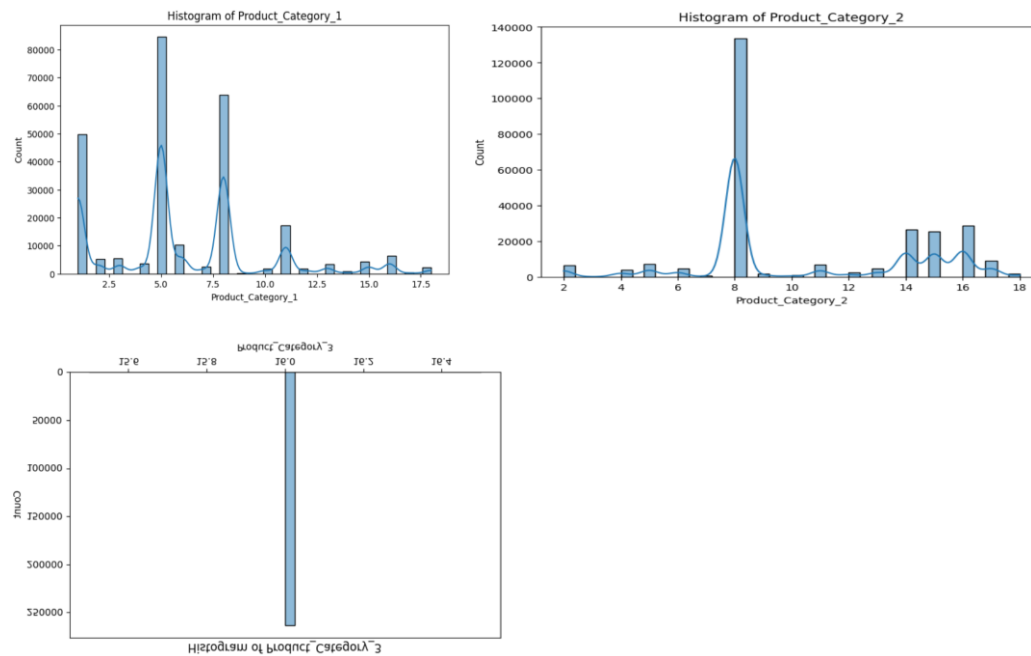 Histogram of Product_Category_1
80000
70000
60000
50000
40000
30000
20000
10000
0
Count
2.5 5.0 7.5 10.0 12.5 15.0 17.5
Product_Category_1
Histogram of Product_Category_2
140000
120000
100000
80000
60000
40000
20000
0
Count
2 4 6 8 10 12 14 16 18
Product_Category_2
Product_Category_3
15.6 15.8 16.0 16.2 16.4
0
50000
100000
150000
200000
250000
Count
Histogram of Product_Category_3